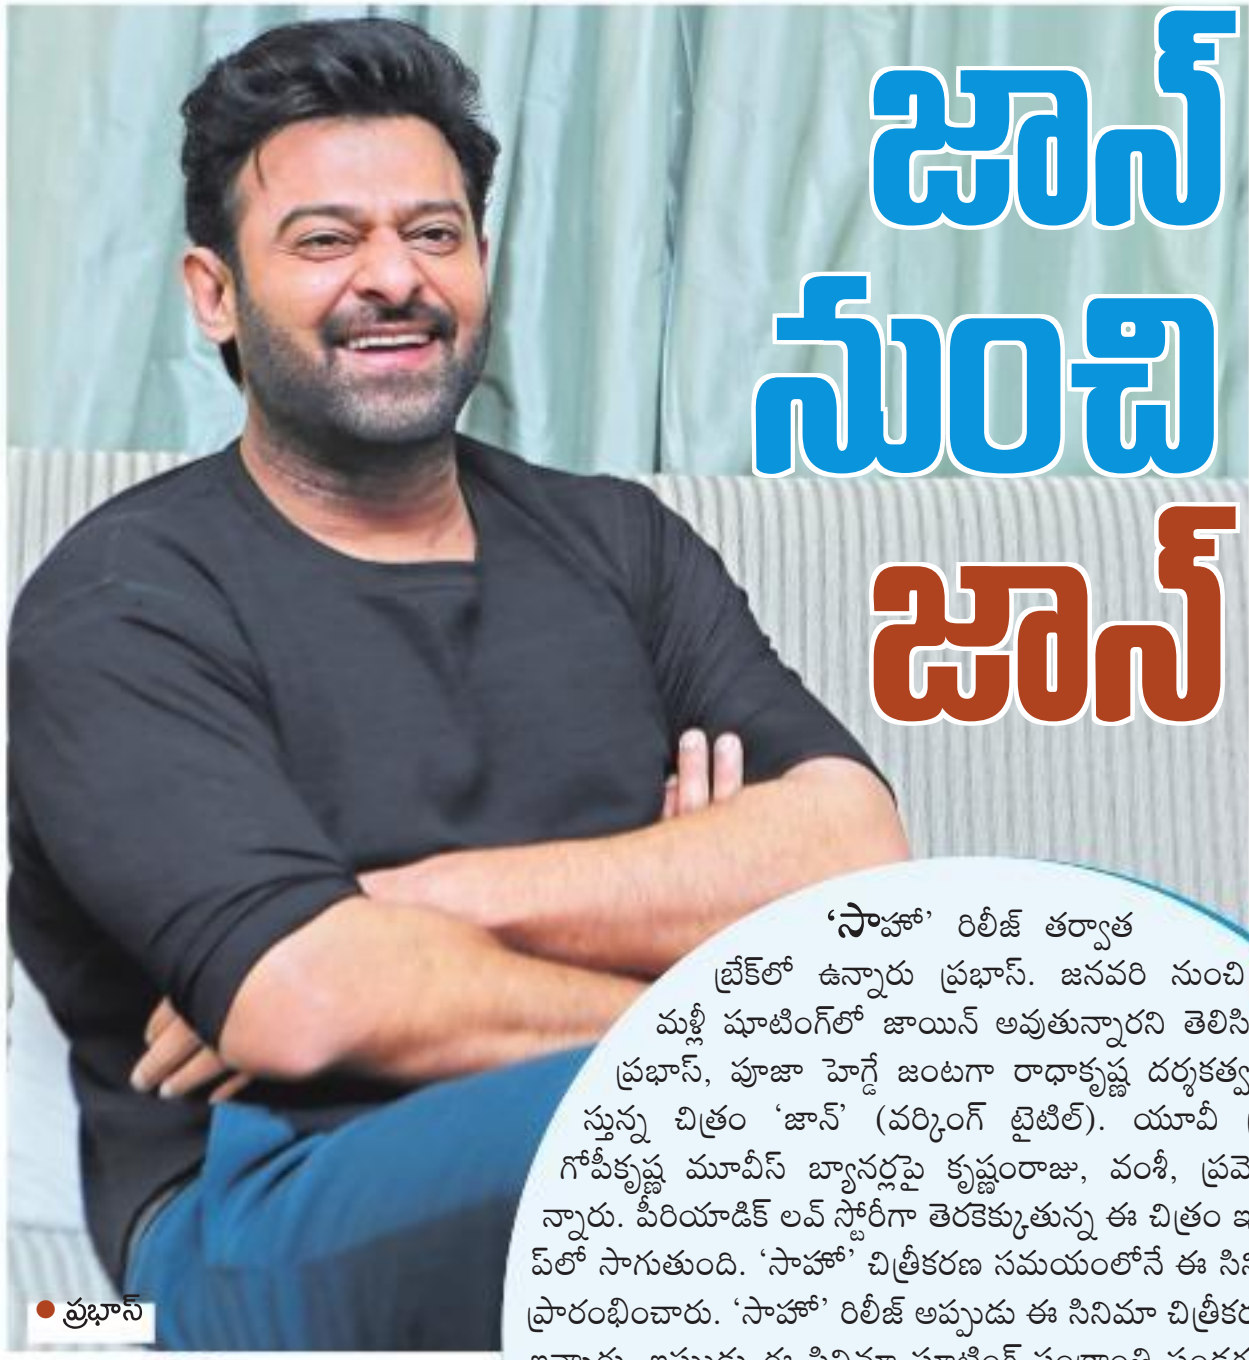 జాన్
నుంచి
జాన్
‘సాహో’ రిలీజ్ తర్వాత
బ్రేక్‌లో ఉన్నారు ప్రభాస్. జనవరి నుంచి
మళ్లీ షూటింగ్‌లో జాయిన్ అవుతున్నారని తెలిసి
ప్రభాస్, పూజా హెగ్డే జంటగా రాధాకృష్ణ దర్శకత్వ
స్తున్న చిత్రం ‘జాన్’ (వర్కింగ్ టైటిల్). యూవీ
గోపీకృష్ణ మూవీస్ బ్యానర్లపై కృష్ణంరాజు, వంశీ, ప్రమో
న్నారు. పీరియాడిక్ లవ్ స్టోరీగా తెరకెక్కుతున్న ఈ చిత్రం
ప్‌లో సాగుతుంది. ‘సాహో’ చిత్రీకరణ సమయంలోనే ఈ సిని
ప్రారంభించారు. ‘సాహో’ రిలీజ్ అప్పుడు ఈ సినిమా చిత్రీకర
● ప్రభాస్